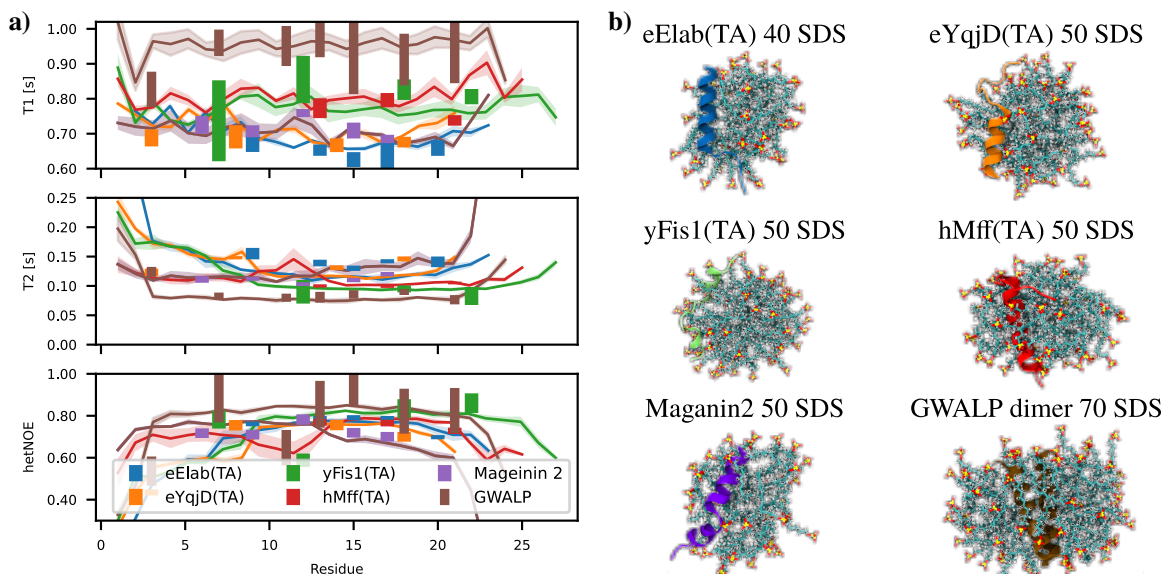 a)
1.00
0.90
0.80
0.70
0.60
T1 [s]
0.25
0.20
0.15
0.10
0.05
0.00
T2 [s]
1.00
0.80
0.60
0.40
hetNOE
eElab(TA)
eYqjD(TA)
yFis1(TA)
hMff(TA)
Mageinin 2
GWALP
0 5 10 15 20 25
Residue
b)
eElab(TA) 40 SDS
eYqjD(TA) 50 SDS
yFis1(TA) 50 SDS
hMff(TA) 50 SDS
Maganin2 50 SDS
GWALP dimer 70 SDS